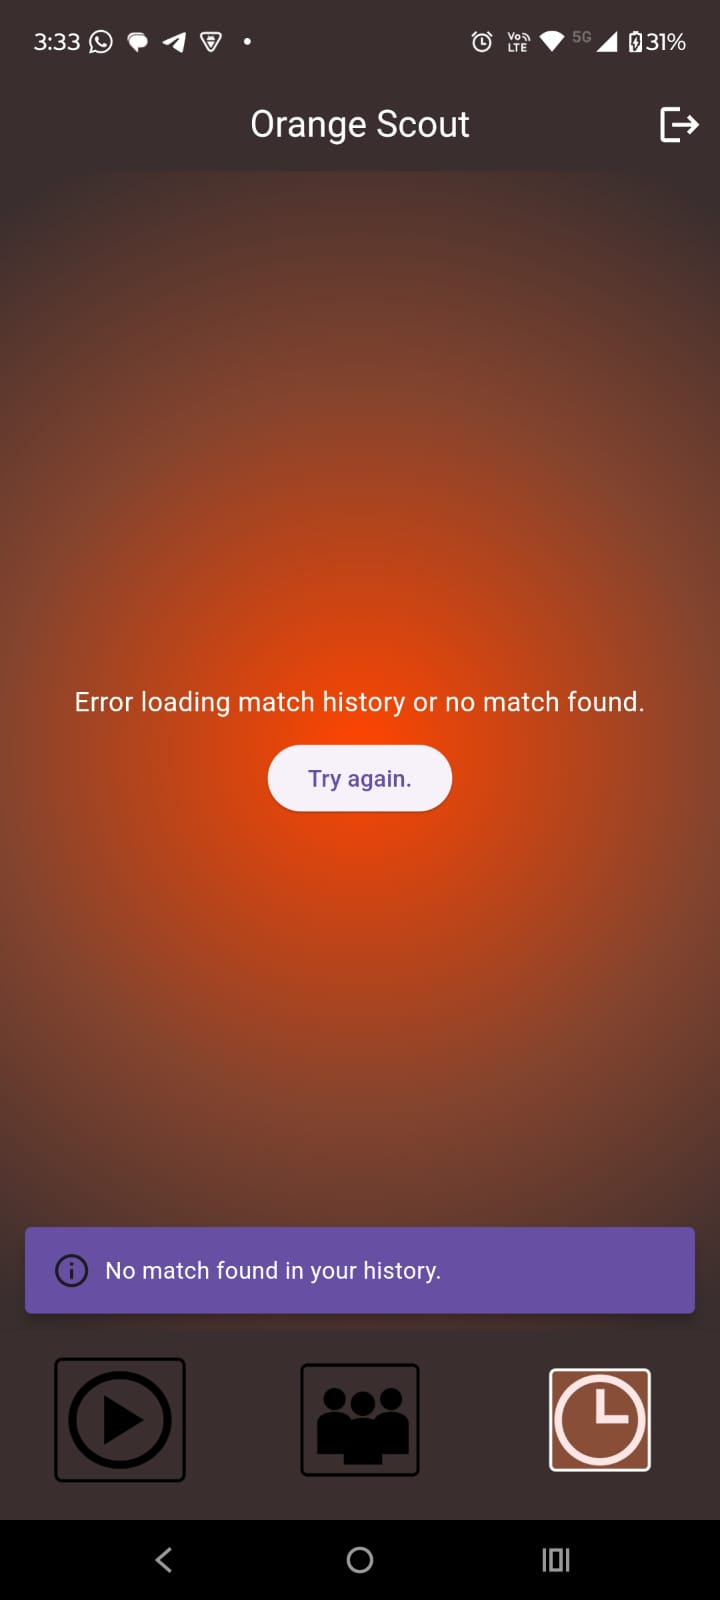 3:33 VoLTE 5G 31%
Orange Scout
Error loading match history or no match found.
Try again.
No match found in your history.